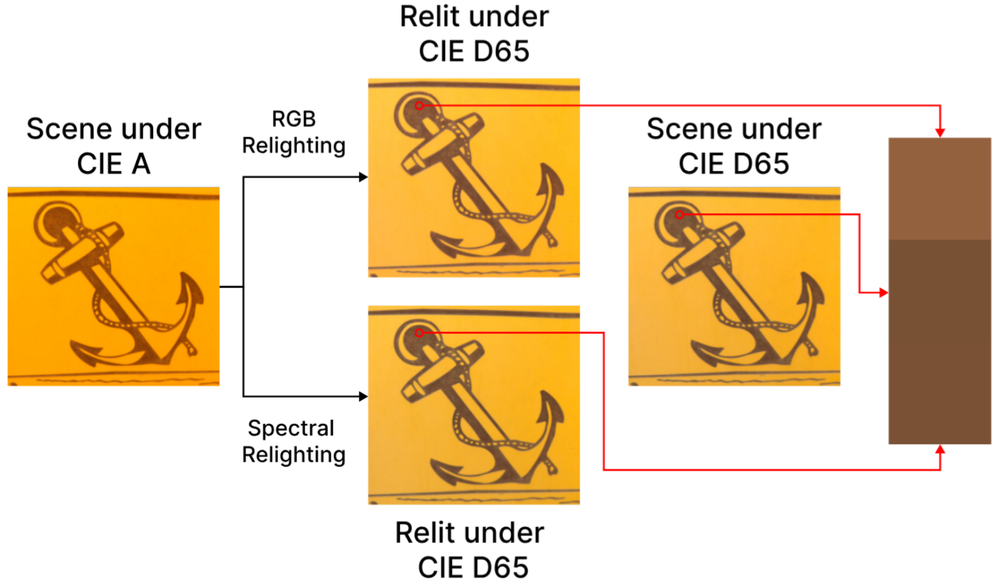 Relit under
CIE D65
Scene under
CIE A
RGB
Relighting
Scene under
CIE D65
Spectral
Relighting
Relit under
CIE D65